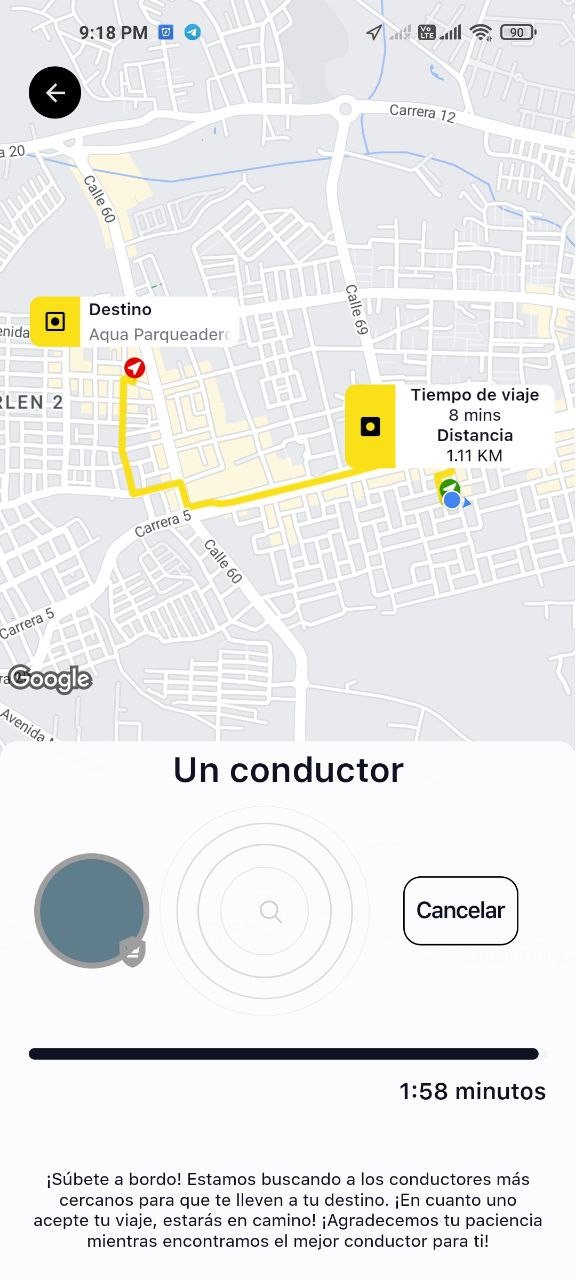 9:18 PM
Vo LTE
90
Carrera 12
a 20
Calle 60
Calle 69
Destino
Aqua Parqueadero
enida
RLEN 2
Tiempo de viaje
8 mins
Distancia
1.11 KM
Carrera 5
Calle 60
Carrera 5
Google
Avenida
Un conductor
Cancelar
1:58 minutos
¡Súbete a bordo! Estamos buscando a los conductores más
cercanos para que te lleven a tu destino. ¡En cuanto uno
acepte tu viaje, estarás en camino! ¡Agradecemos tu paciencia
mientras encontramos el mejor conductor para ti!